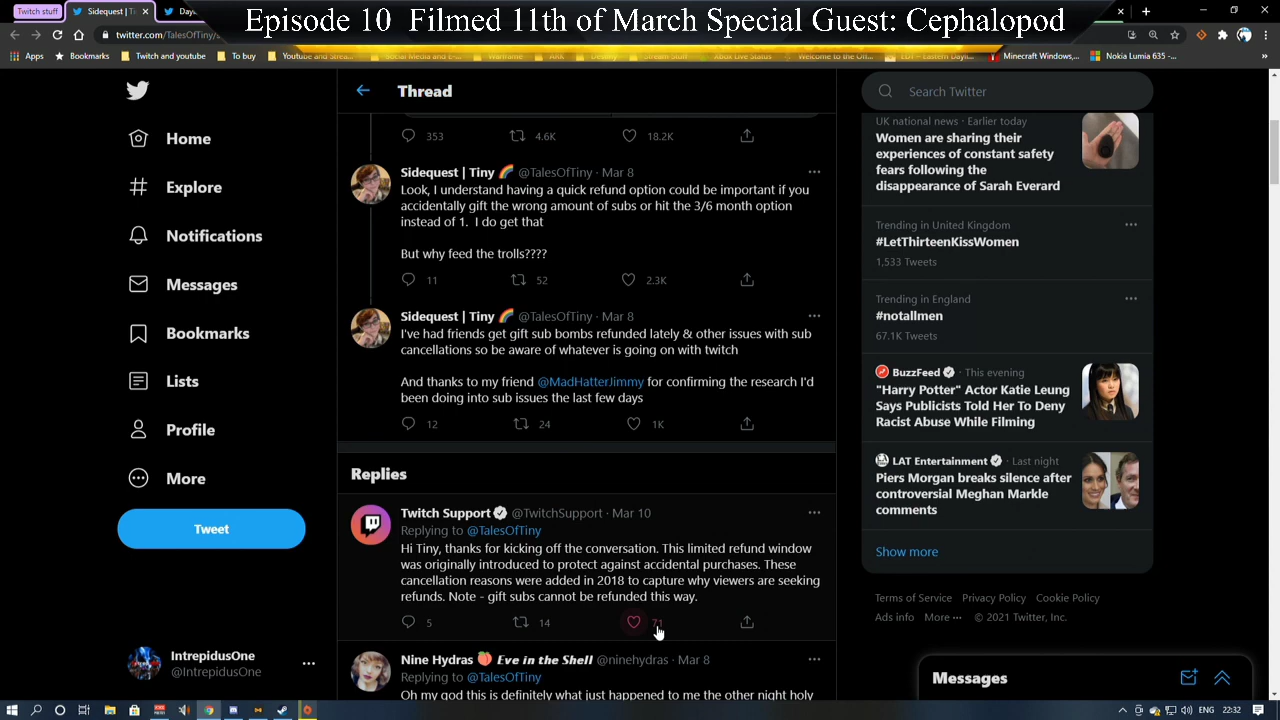 Episode 10 Filmed 11th of March Special Guest: Cephalopod
Twitch stuff
Sidequest | Ti
twitter.com/TalesOfTiny/
Apps
Bookmarks
Twitch and youtube
To buy
Minecraft Windows,...
Nokia Lumia 635 -...
Home
Explore
Notifications
Messages
Bookmarks
Lists
Profile
More
Tweet
IntrepidusOne
@IntrepidusOne
Thread
353
4.6K
18.2K
Sidequest | Tiny 🌈 @TalesOfTiny · Mar 8
Look, I understand having a quick refund option could be important if you
accidentally gift the wrong amount of subs or hit the 3/6 month option
instead of 1. I do get that
But why feed the trolls????
11
52
2.3K
Sidequest | Tiny 🌈 @TalesOfTiny · Mar 8
I've had friends get gift sub bombs refunded lately & other issues with sub
cancellations so be aware of whatever is going on with twitch
And thanks to my friend @MadHatterJimmy for confirming the research I'd
been doing into sub issues the last few days
12
24
1K
Replies
Twitch Support @TwitchSupport · Mar 10
Replying to @TalesOfTiny
Hi Tiny, thanks for kicking off the conversation. This limited refund window
was originally introduced to protect against accidental purchases. These
cancellation reasons were added in 2018 to capture why viewers are seeking
refunds. Note - gift subs cannot be refunded this way.
5
14
71
Nine Hydras 🍑 Eve in the Shell @ninehydras · Mar 8
Replying to @TalesOfTiny
Oh my god this is definitely what just happened to me the other night holy
Search Twitter
UK national news · Earlier today
Women are sharing their
experiences of constant safety
fears following the
disappearance of Sarah Everard
Trending in United Kingdom
#LetThirteenKissWomen
1,533 Tweets
Trending in England
#notallmen
67.1K Tweets
BuzzFeed · This evening
"Harry Potter" Actor Katie Leung
Says Publicists Told Her To Deny
Racist Abuse While Filming
LAT Entertainment · Last night
Piers Morgan breaks silence after
controversial Meghan Markle
comments
Show more
Terms of Service Privacy Policy Cookie Policy
Ads info More ··· © 2021 Twitter, Inc.
Messages
ENG
22:32